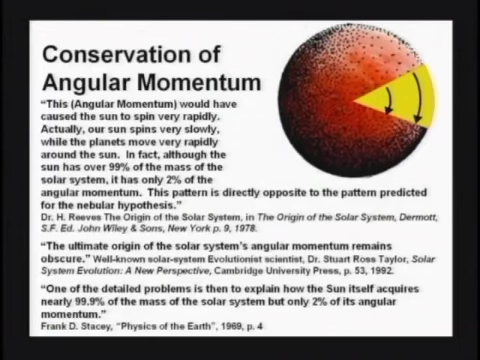 Conservation of
Angular Momentum
“This (Angular Momentum) would have
caused the sun to spin very rapidly.
Actually, our sun spins very slowly,
while the planets move very rapidly
around the sun.  In fact, although the
sun has over 99% of the mass of the
solar system, it has only 2% of the
angular momentum.  This pattern is directly opposite to the pattern predicted
for the nebular hypothesis.”
Dr. H. Reeves The Origin of the Solar System, in The Origin of the Solar System, Dermott,
S.F. Ed. John Wiley & Sons, New York p. 9, 1978.
“The ultimate origin of the solar system’s angular momentum remains
obscure.” Well-known solar-system Evolutionist scientist, Dr. Stuart Ross Taylor, Solar
System Evolution: A New Perspective, Cambridge University Press, p. 53, 1992.
“One of the detailed problems is then to explain how the Sun itself acquires
nearly 99.9% of the mass of the solar system but only 2% of its angular
momentum.”
Frank D. Stacey, “Physics of the Earth”, 1969, p. 4